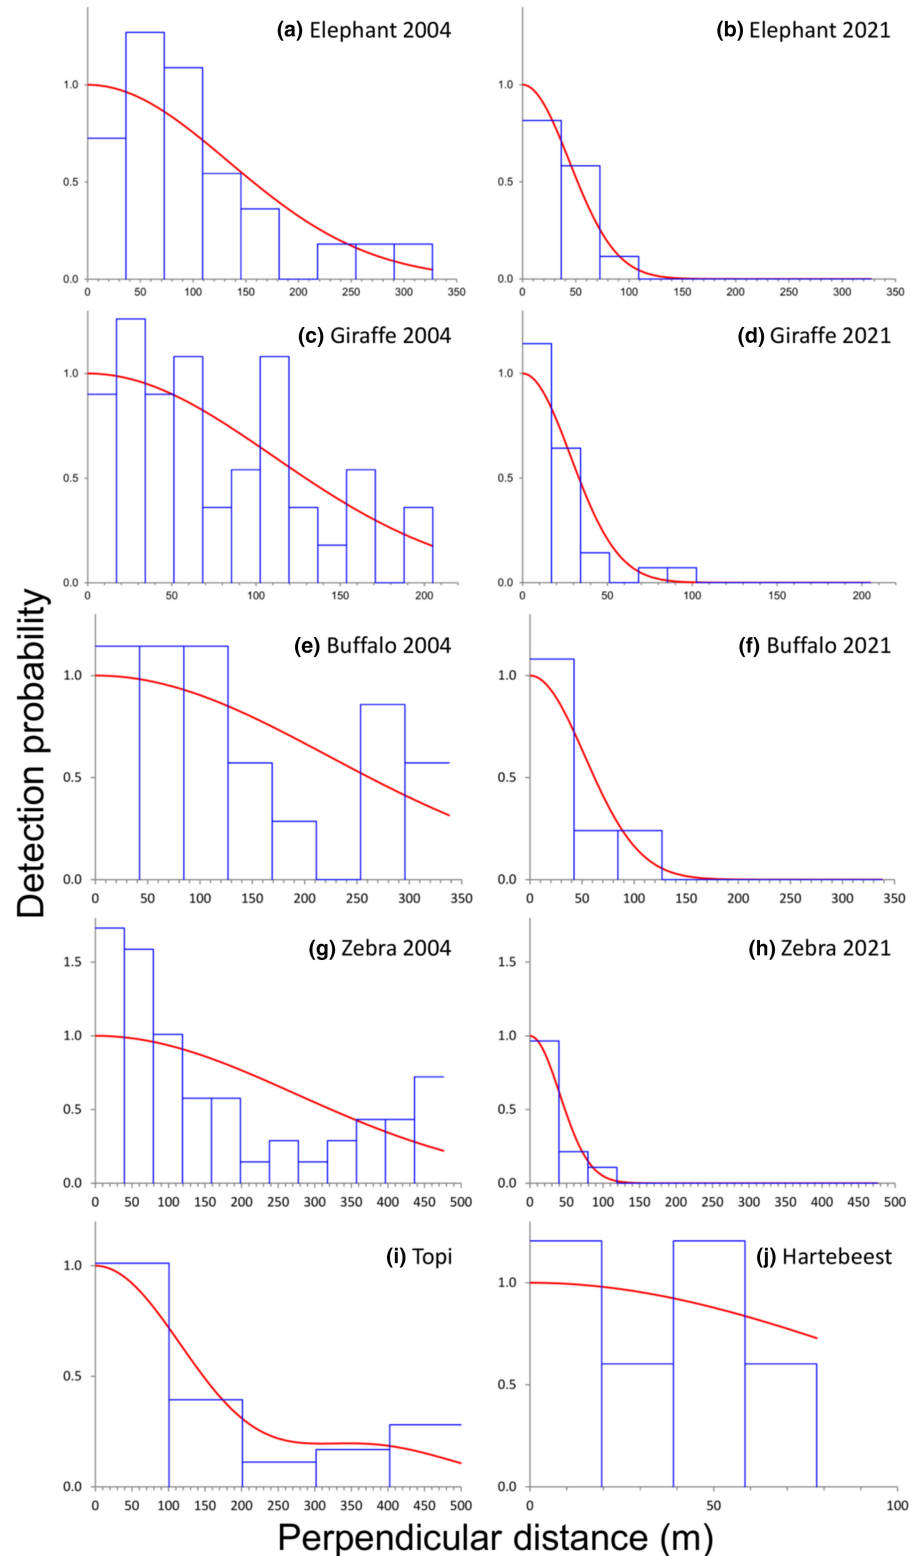 Detection probability
(a) Elephant 2004
1.0
0.5
0.0
0 50 100 150 200 250 300 350
(b) Elephant 2021
1.0
0.5
0.0
0 50 100 150 200 250 300 350
(c) Giraffe 2004
1.0
0.5
0.0
0 50 100 150 200
(d) Giraffe 2021
1.0
0.5
0.0
0 50 100 150 200
(e) Buffalo 2004
1.0
0.5
0.0
0 50 100 150 200 250 300 350
(f) Buffalo 2021
1.0
0.5
0.0
0 50 100 150 200 250 300 350
(g) Zebra 2004
1.5
1.0
0.5
0.0
0 50 100 150 200 250 300 350 400 450 500
(h) Zebra 2021
1.5
1.0
0.5
0.0
0 50 100 150 200 250 300 350 400 450 500
(i) Topi
1.0
0.5
0.0
0 50 100 150 200 250 300 350 400 450 500
(j) Hartebeest
1.0
0.5
0.0
0 50 100
Perpendicular distance (m)